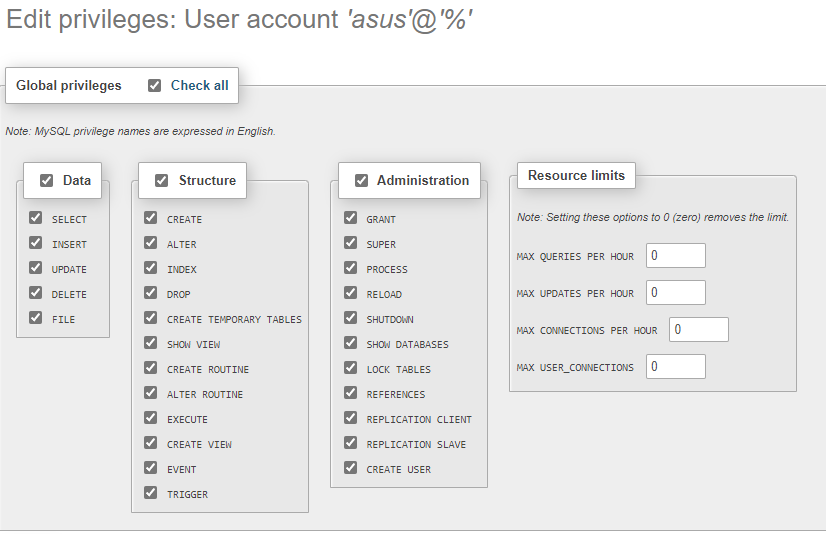 Edit privileges: User account 'asus'@'%'
Global privileges Check all
Note: MySQL privilege names are expressed in English.
Data
SELECT
INSERT
UPDATE
DELETE
FILE
Structure
CREATE
ALTER
INDEX
DROP
CREATE TEMPORARY TABLES
SHOW VIEW
CREATE ROUTINE
ALTER ROUTINE
EXECUTE
CREATE VIEW
EVENT
TRIGGER
Administration
GRANT
SUPER
PROCESS
RELOAD
SHUTDOWN
SHOW DATABASES
LOCK TABLES
REFERENCES
REPLICATION CLIENT
REPLICATION SLAVE
CREATE USER
Resource limits
Note: Setting these options to 0 (zero) removes the limit.
MAX QUERIES PER HOUR 0
MAX UPDATES PER HOUR 0
MAX CONNECTIONS PER HOUR 0
MAX USER_CONNECTIONS 0